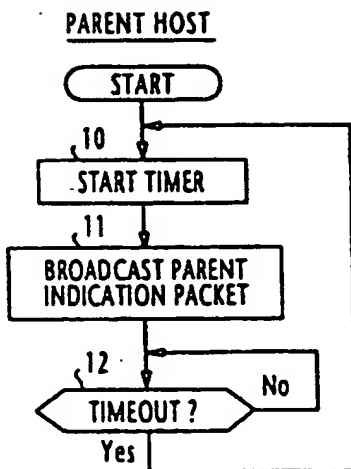 PARENT HOST
START
10
START TIMER
11
BROADCAST PARENT
INDICATION PACKET
12
TIMEOUT ?
No
Yes